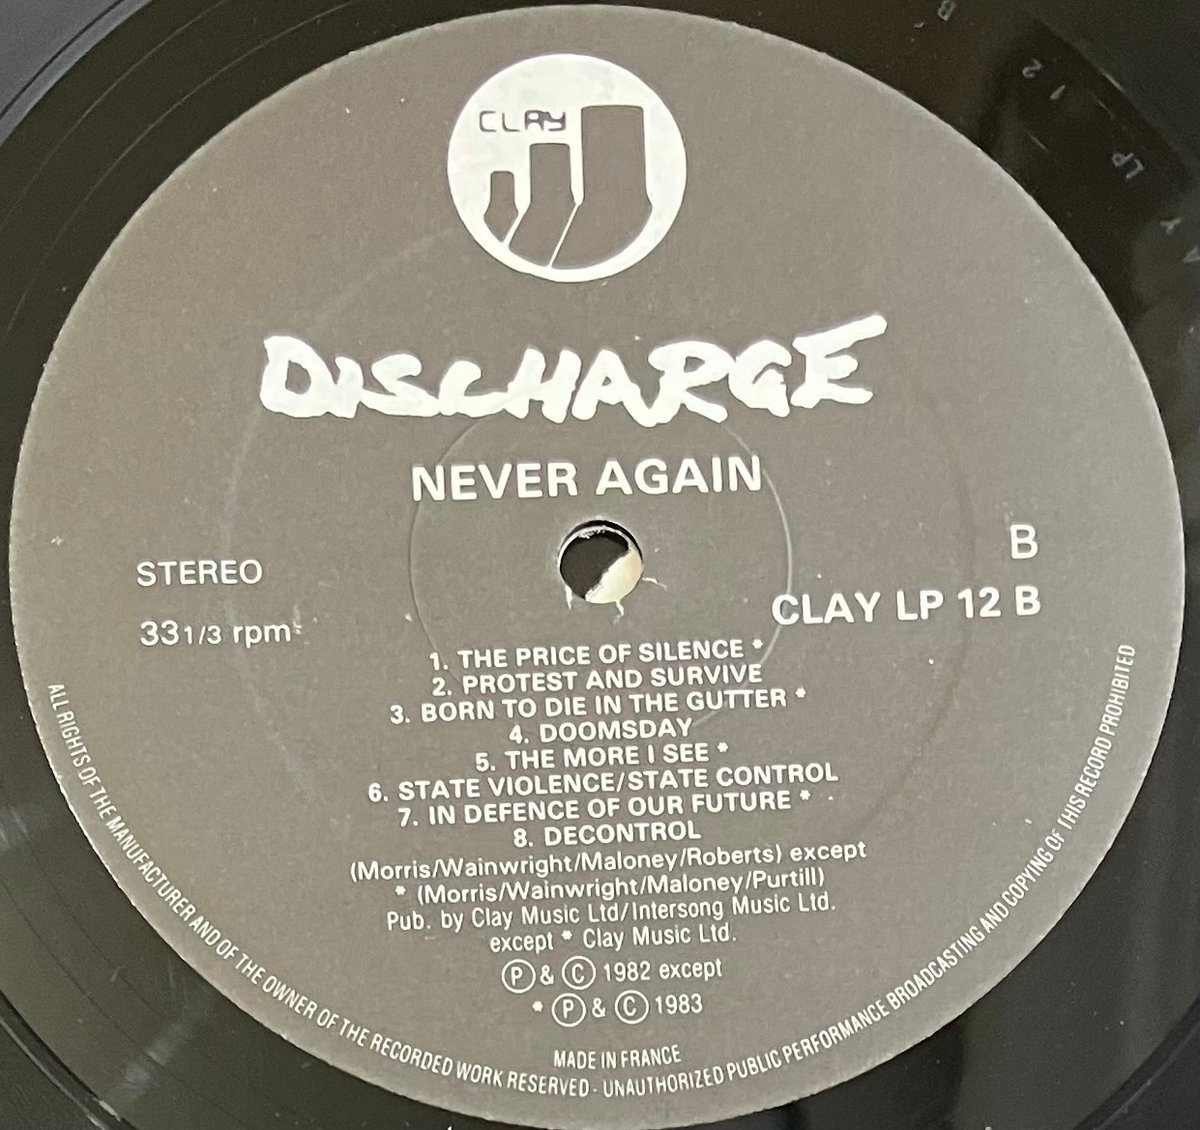 CLAY
DISCHARGE
NEVER AGAIN
STEREO
33 1/3 rpm
B
CLAY LP 12 B
1. THE PRICE OF SILENCE *
2. PROTEST AND SURVIVE
3. BORN TO DIE IN THE GUTTER *
4. DOOMSDAY
5. THE MORE I SEE *
6. STATE VIOLENCE/STATE CONTROL
7. IN DEFENCE OF OUR FUTURE *
8. DECONTROL
(Morris/Wainwright/Maloney/Roberts) except
* (Morris/Wainwright/Maloney/Purtill)
Pub. by Clay Music Ltd/Intersong Music Ltd.
except * Clay Music Ltd.
Ⓟ & Ⓒ 1982 except
* Ⓟ & Ⓒ 1983
MADE IN FRANCE
ALL RIGHTS OF THE MANUFACTURER AND OF THE OWNER OF THE RECORDED WORK RESERVED - UNAUTHORIZED PUBLIC PERFORMANCE BROADCASTING AND COPYING OF THIS RECORD PROHIBITED
LP 12